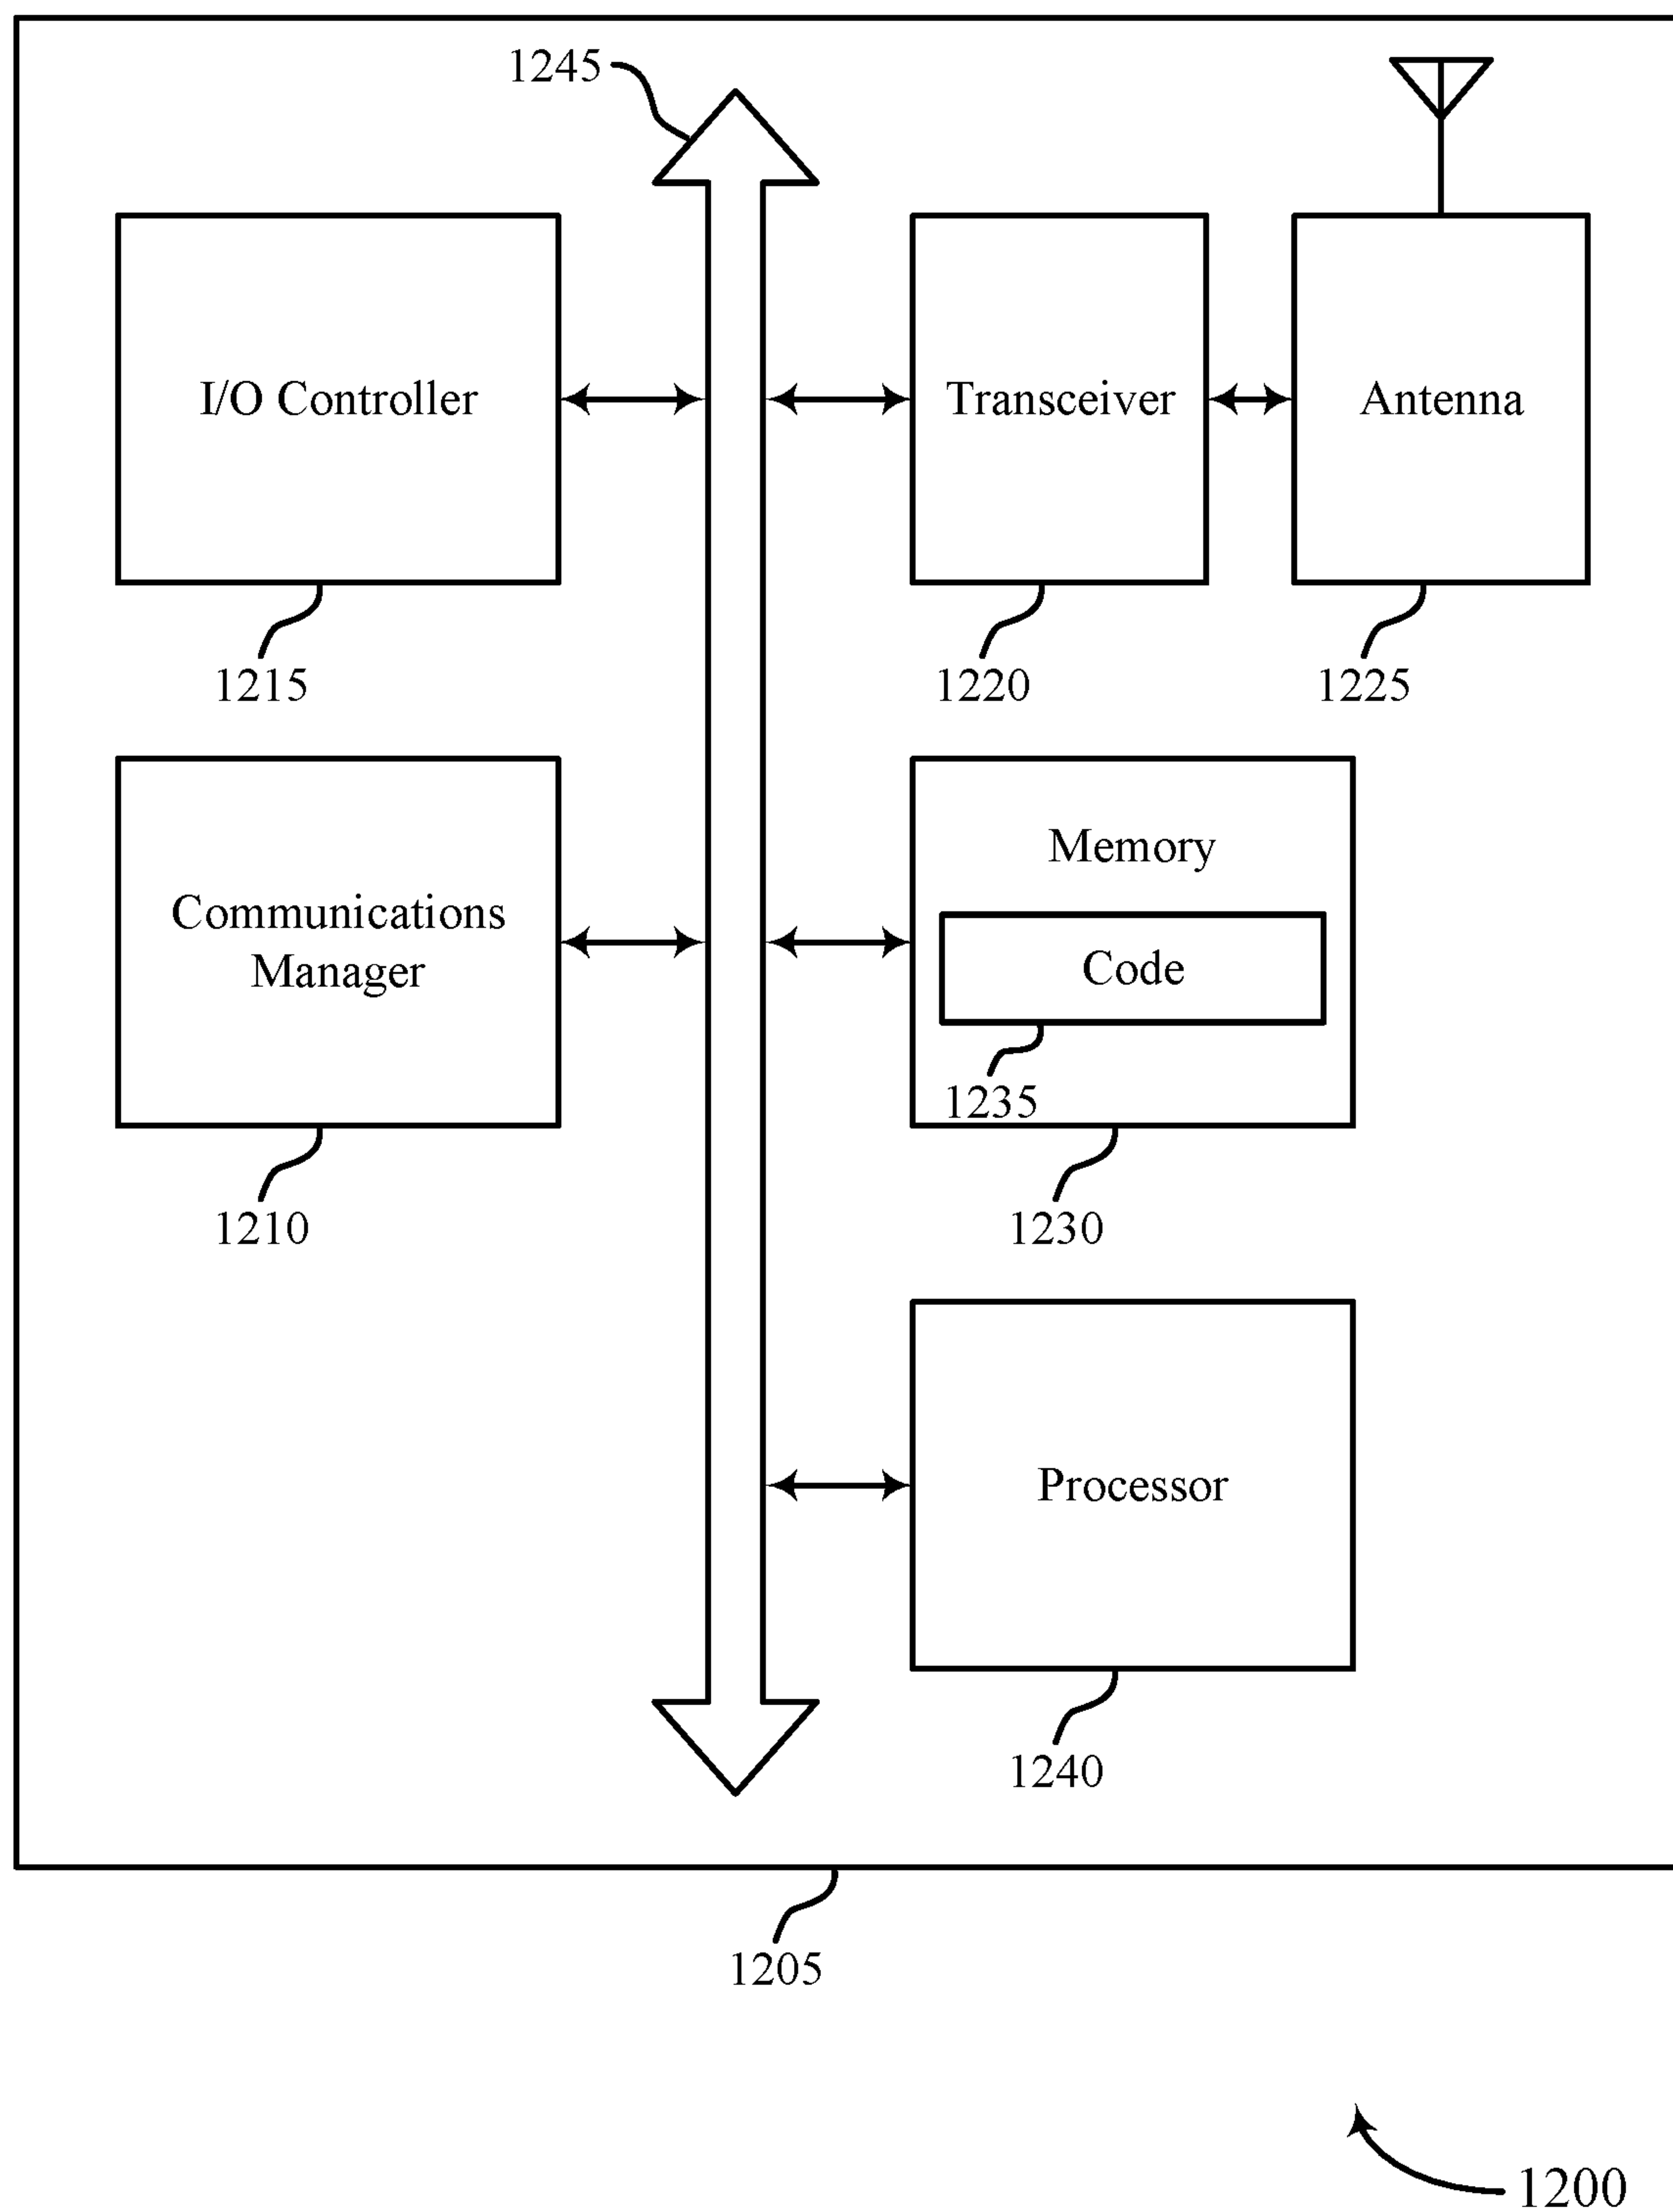 1245
I/O Controller
Transceiver
Antenna
1215
1220
1225
Communications
Manager
Memory
Code
1235
1210
1230
Processor
1240
1205
1200